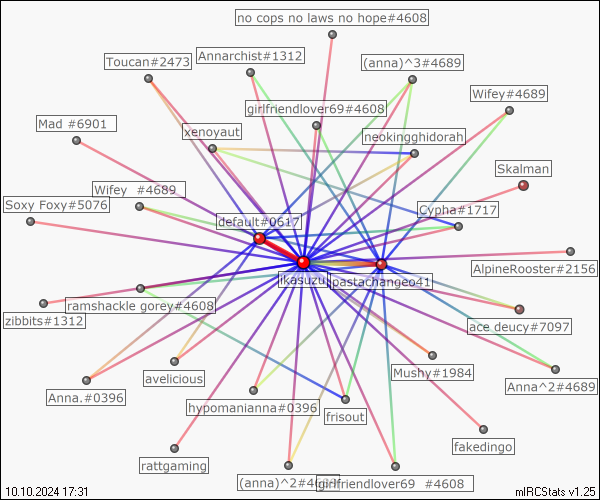 no cops no laws no hope#4608
Annarchist#1312
Toucan#2473
(anna)^3#4689
Wifey#4689
girlfriendlover69#4608
Mad #6901
xenoyaut
neokingghidorah
Skalman
Wifey #4689
Soxy Foxy#5076
Cypha#1717
default#0617
AlpineRooster#2156
ikasuzu
pastachangeo41
ramshackle gorey#4608
zibbits#1312
ace deucy#7097
Mushy#1984
avelicious
Anna^2#4689
Anna.#0396
hypomanianna#0396
frisout
fakedingo
rattgaming
(anna)^2#46
girlfriendlover69 #4608
10.10.2024 17:31
mIRCStats v1.25